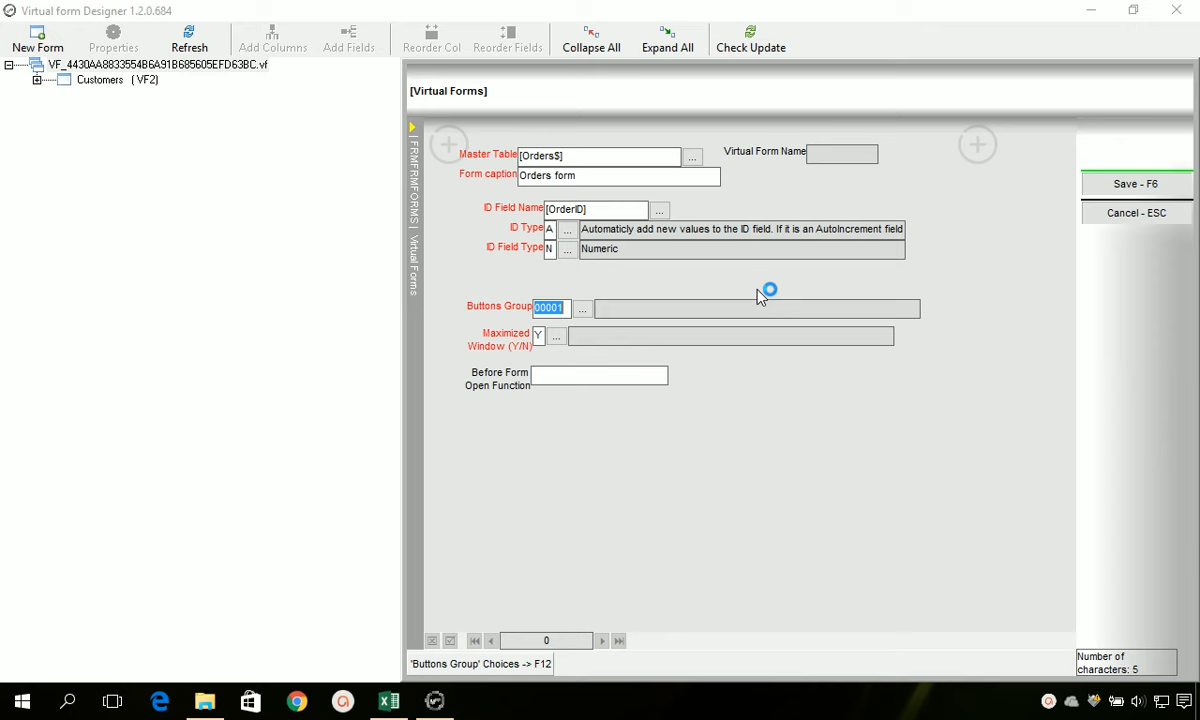 Virtual form Designer 1.2.0.684
New Form
Properties
Refresh
Add Columns
Add Fields
Reorder Col
Reorder Fields
Collapse All
Expand All
Check Update
VF_4430AA8833554B6A91B685605EFD63BC.vf
Customers ( VF2)
[Virtual Forms]
| FRMFRMFORMS | Virtual Forms
Master Table [Orders$] ...
Virtual Form Name
Form caption Orders form
ID Field Name [OrderID] ...
ID Type A ... Automaticly add new values to the ID field. If it is an AutoIncrement field
ID Field Type N ... Numeric
Buttons Group 00001 ...
Maximized
Window (Y/N) Y ...
Before Form
Open Function
Save - F6
Cancel - ESC
0
'Buttons Group' Choices -> F12
Number of
characters: 5